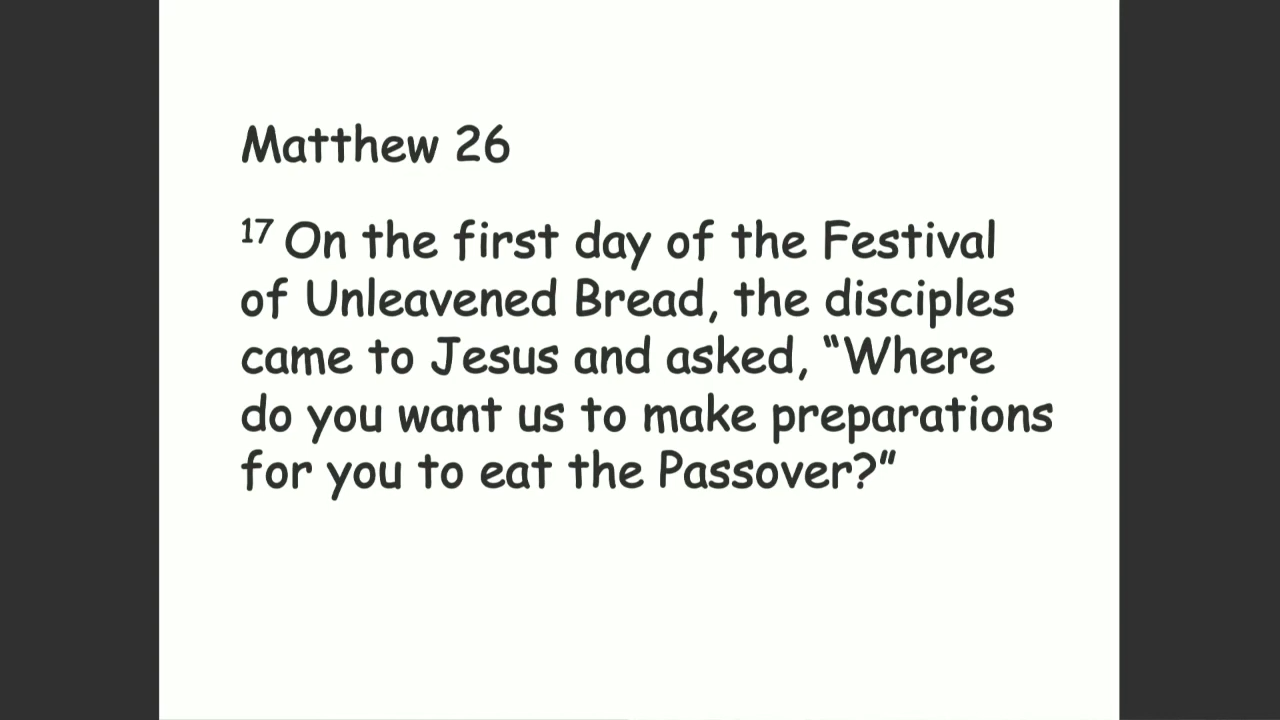 Matthew 26
17 On the first day of the Festival
of Unleavened Bread, the disciples
came to Jesus and asked, “Where
do you want us to make preparations
for you to eat the Passover?”